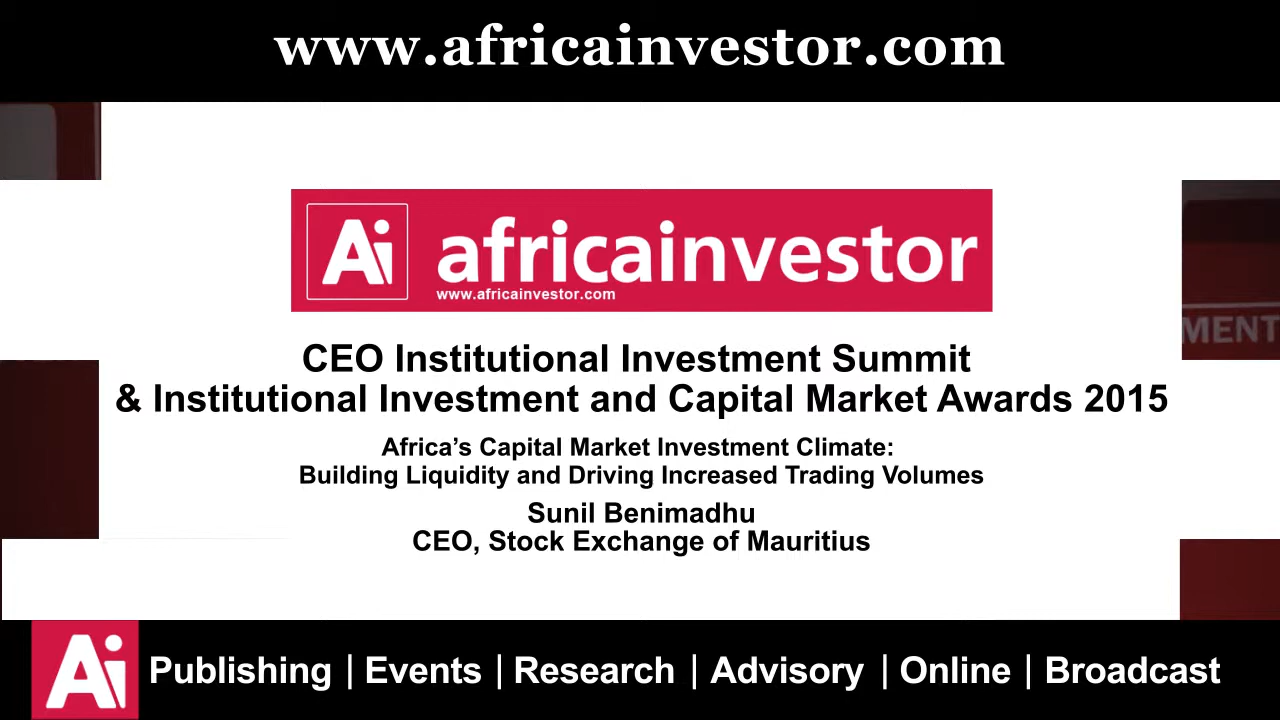 www.africainvestor.com
Ai africainvestor
www.africainvestor.com
MENT
CEO Institutional Investment Summit
& Institutional Investment and Capital Market Awards 2015
Africa’s Capital Market Investment Climate:
Building Liquidity and Driving Increased Trading Volumes
Sunil Benimadhu
CEO, Stock Exchange of Mauritius
Ai Publishing | Events | Research | Advisory | Online | Broadcast